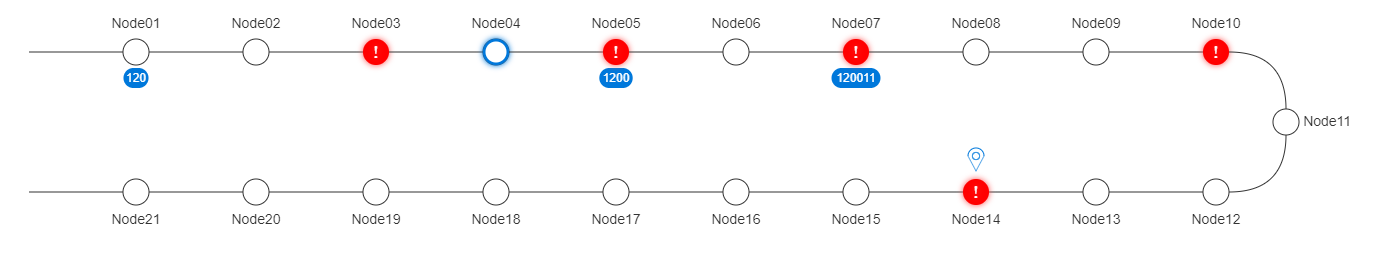 Node01 Node02 Node03 Node04 Node05 Node06 Node07 Node08 Node09 Node10
! ! ! !
120 1200 120011
Node11
!
Node21 Node20 Node19 Node18 Node17 Node16 Node15 Node14 Node13 Node12